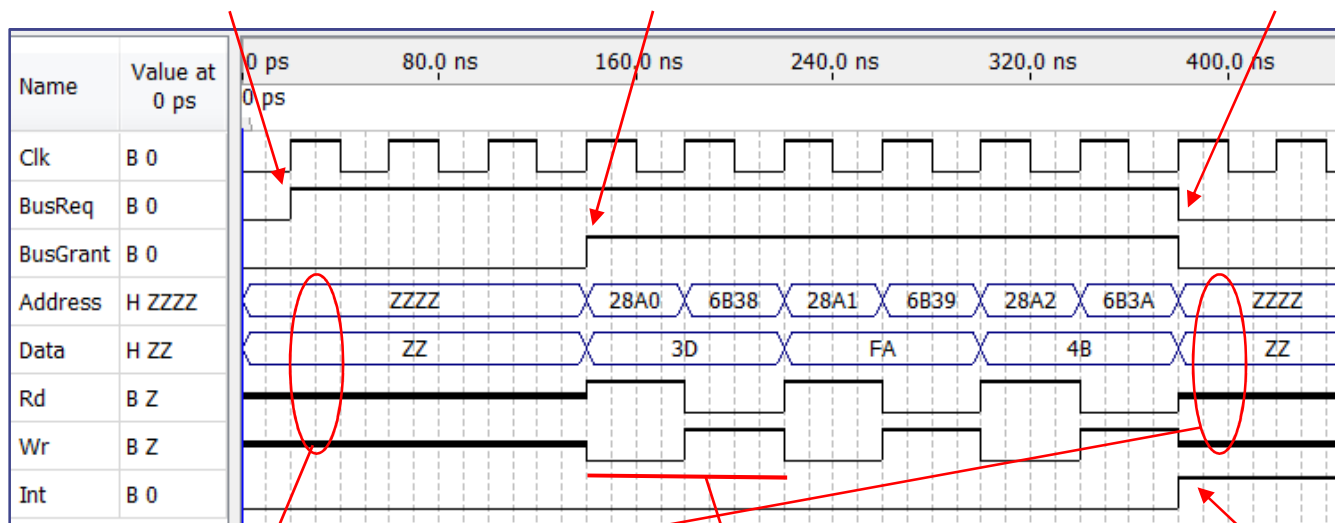 Name Value at 0 ps
0 ps 80.0 ns 160.0 ns 240.0 ns 320.0 ns 400.0 ns
0 ps
Clk B 0
BusReq B 0
BusGrant B 0
Address H ZZZZ ZZZZ 28A0 6B38 28A1 6B39 28A2 6B3A ZZZZ
Data H ZZ ZZ 3D FA 4B ZZ
Rd B Z
Wr B Z
Int B 0